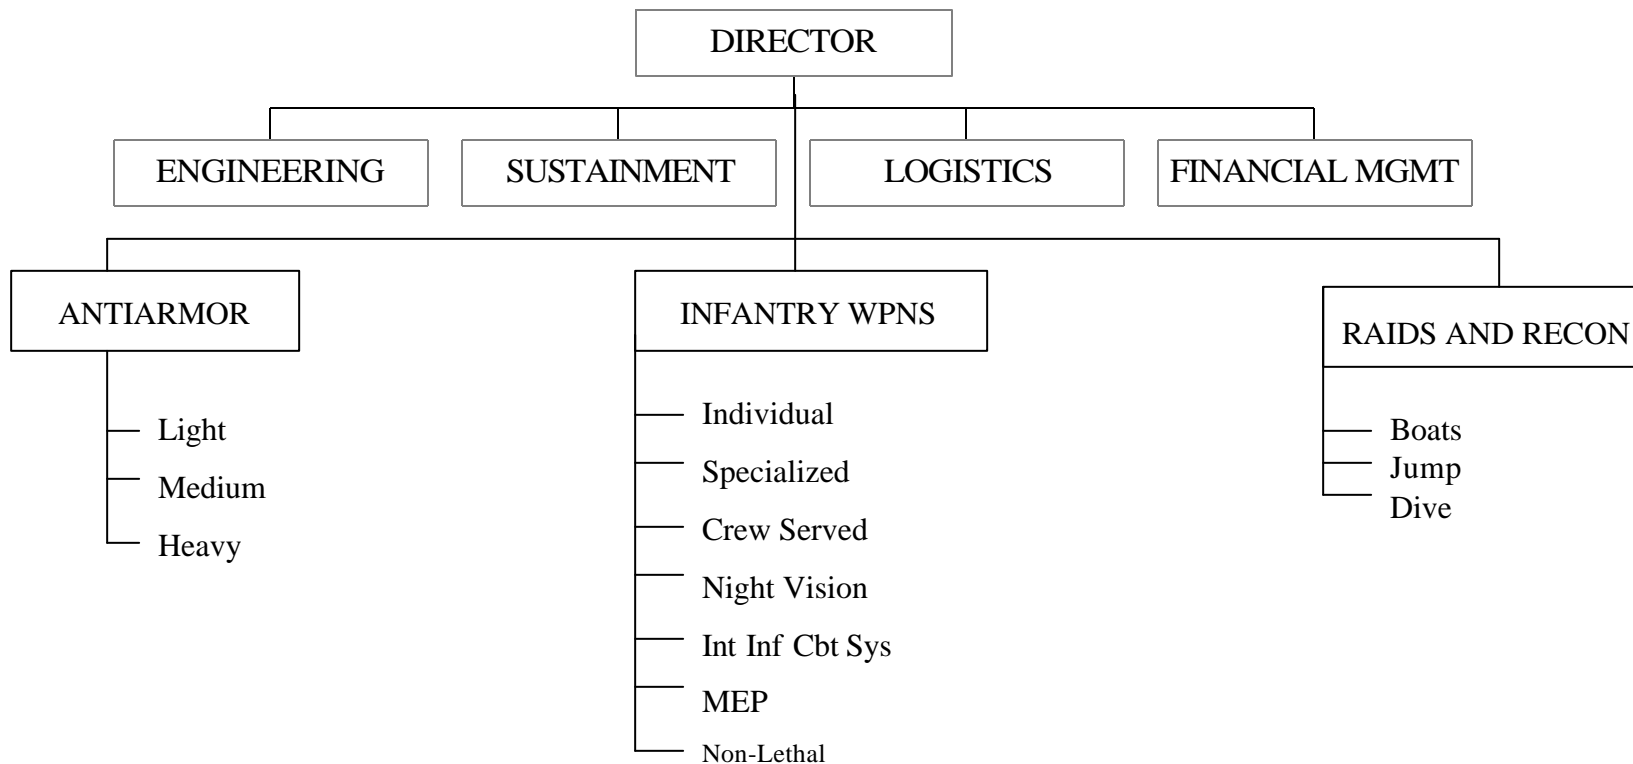 DIRECTOR
ENGINEERING
SUSTAINMENT
LOGISTICS
FINANCIAL MGMT
ANTIARMOR
Light
Medium
Heavy
INFANTRY WPNS
Individual
Specialized
Crew Served
Night Vision
Int Inf Cbt Sys
MEP
Non-Lethal
RAIDS AND RECON
Boats
Jump
Dive